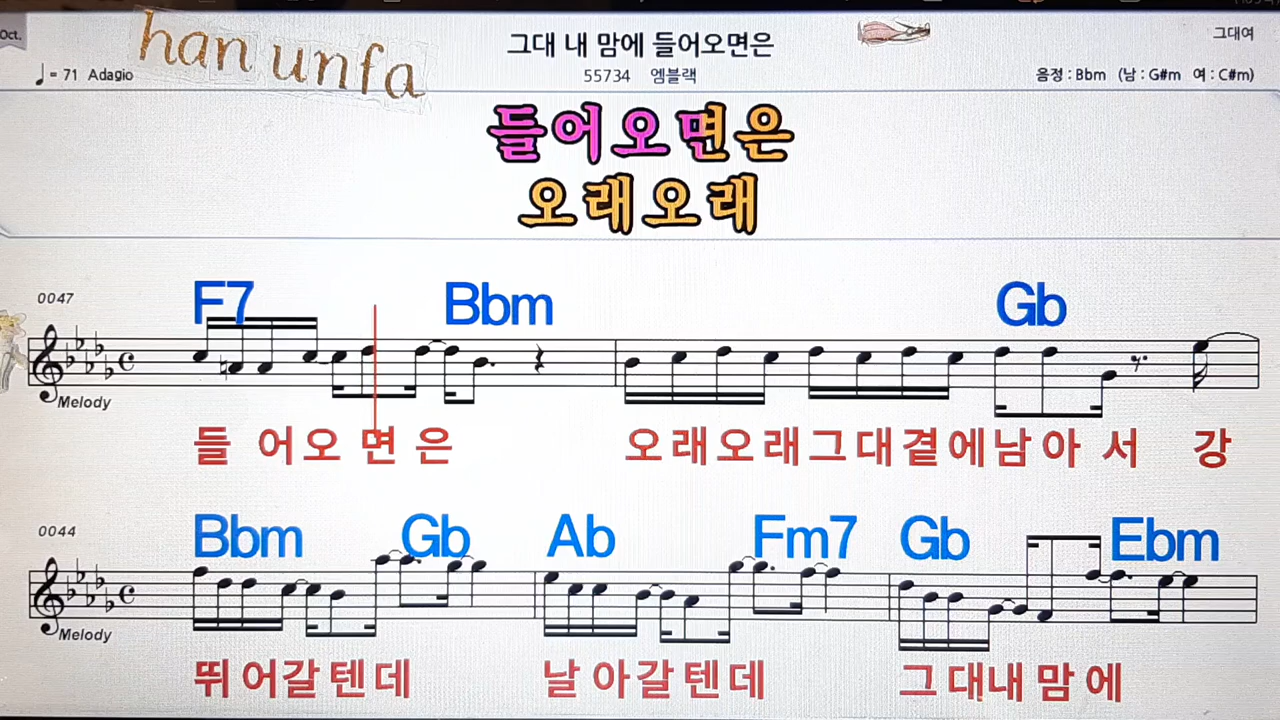 Oct.
han unfa
그대 내 맘에 들어오면은
그대여
♩= 71 Adagio
55734 엠블랙
음정 : Bbm (남 : G#m 여 : C#m)
들어오면은
오래오래
0047
F7 Bbm Gb
Melody
들 어오 면 은 오래오래그대곁에남아 서 강
0044
Bbm Gb Ab Fm7 Gb Ebm
Melody
뛰 어갈텐데 날 아갈텐데 그 대내맘에